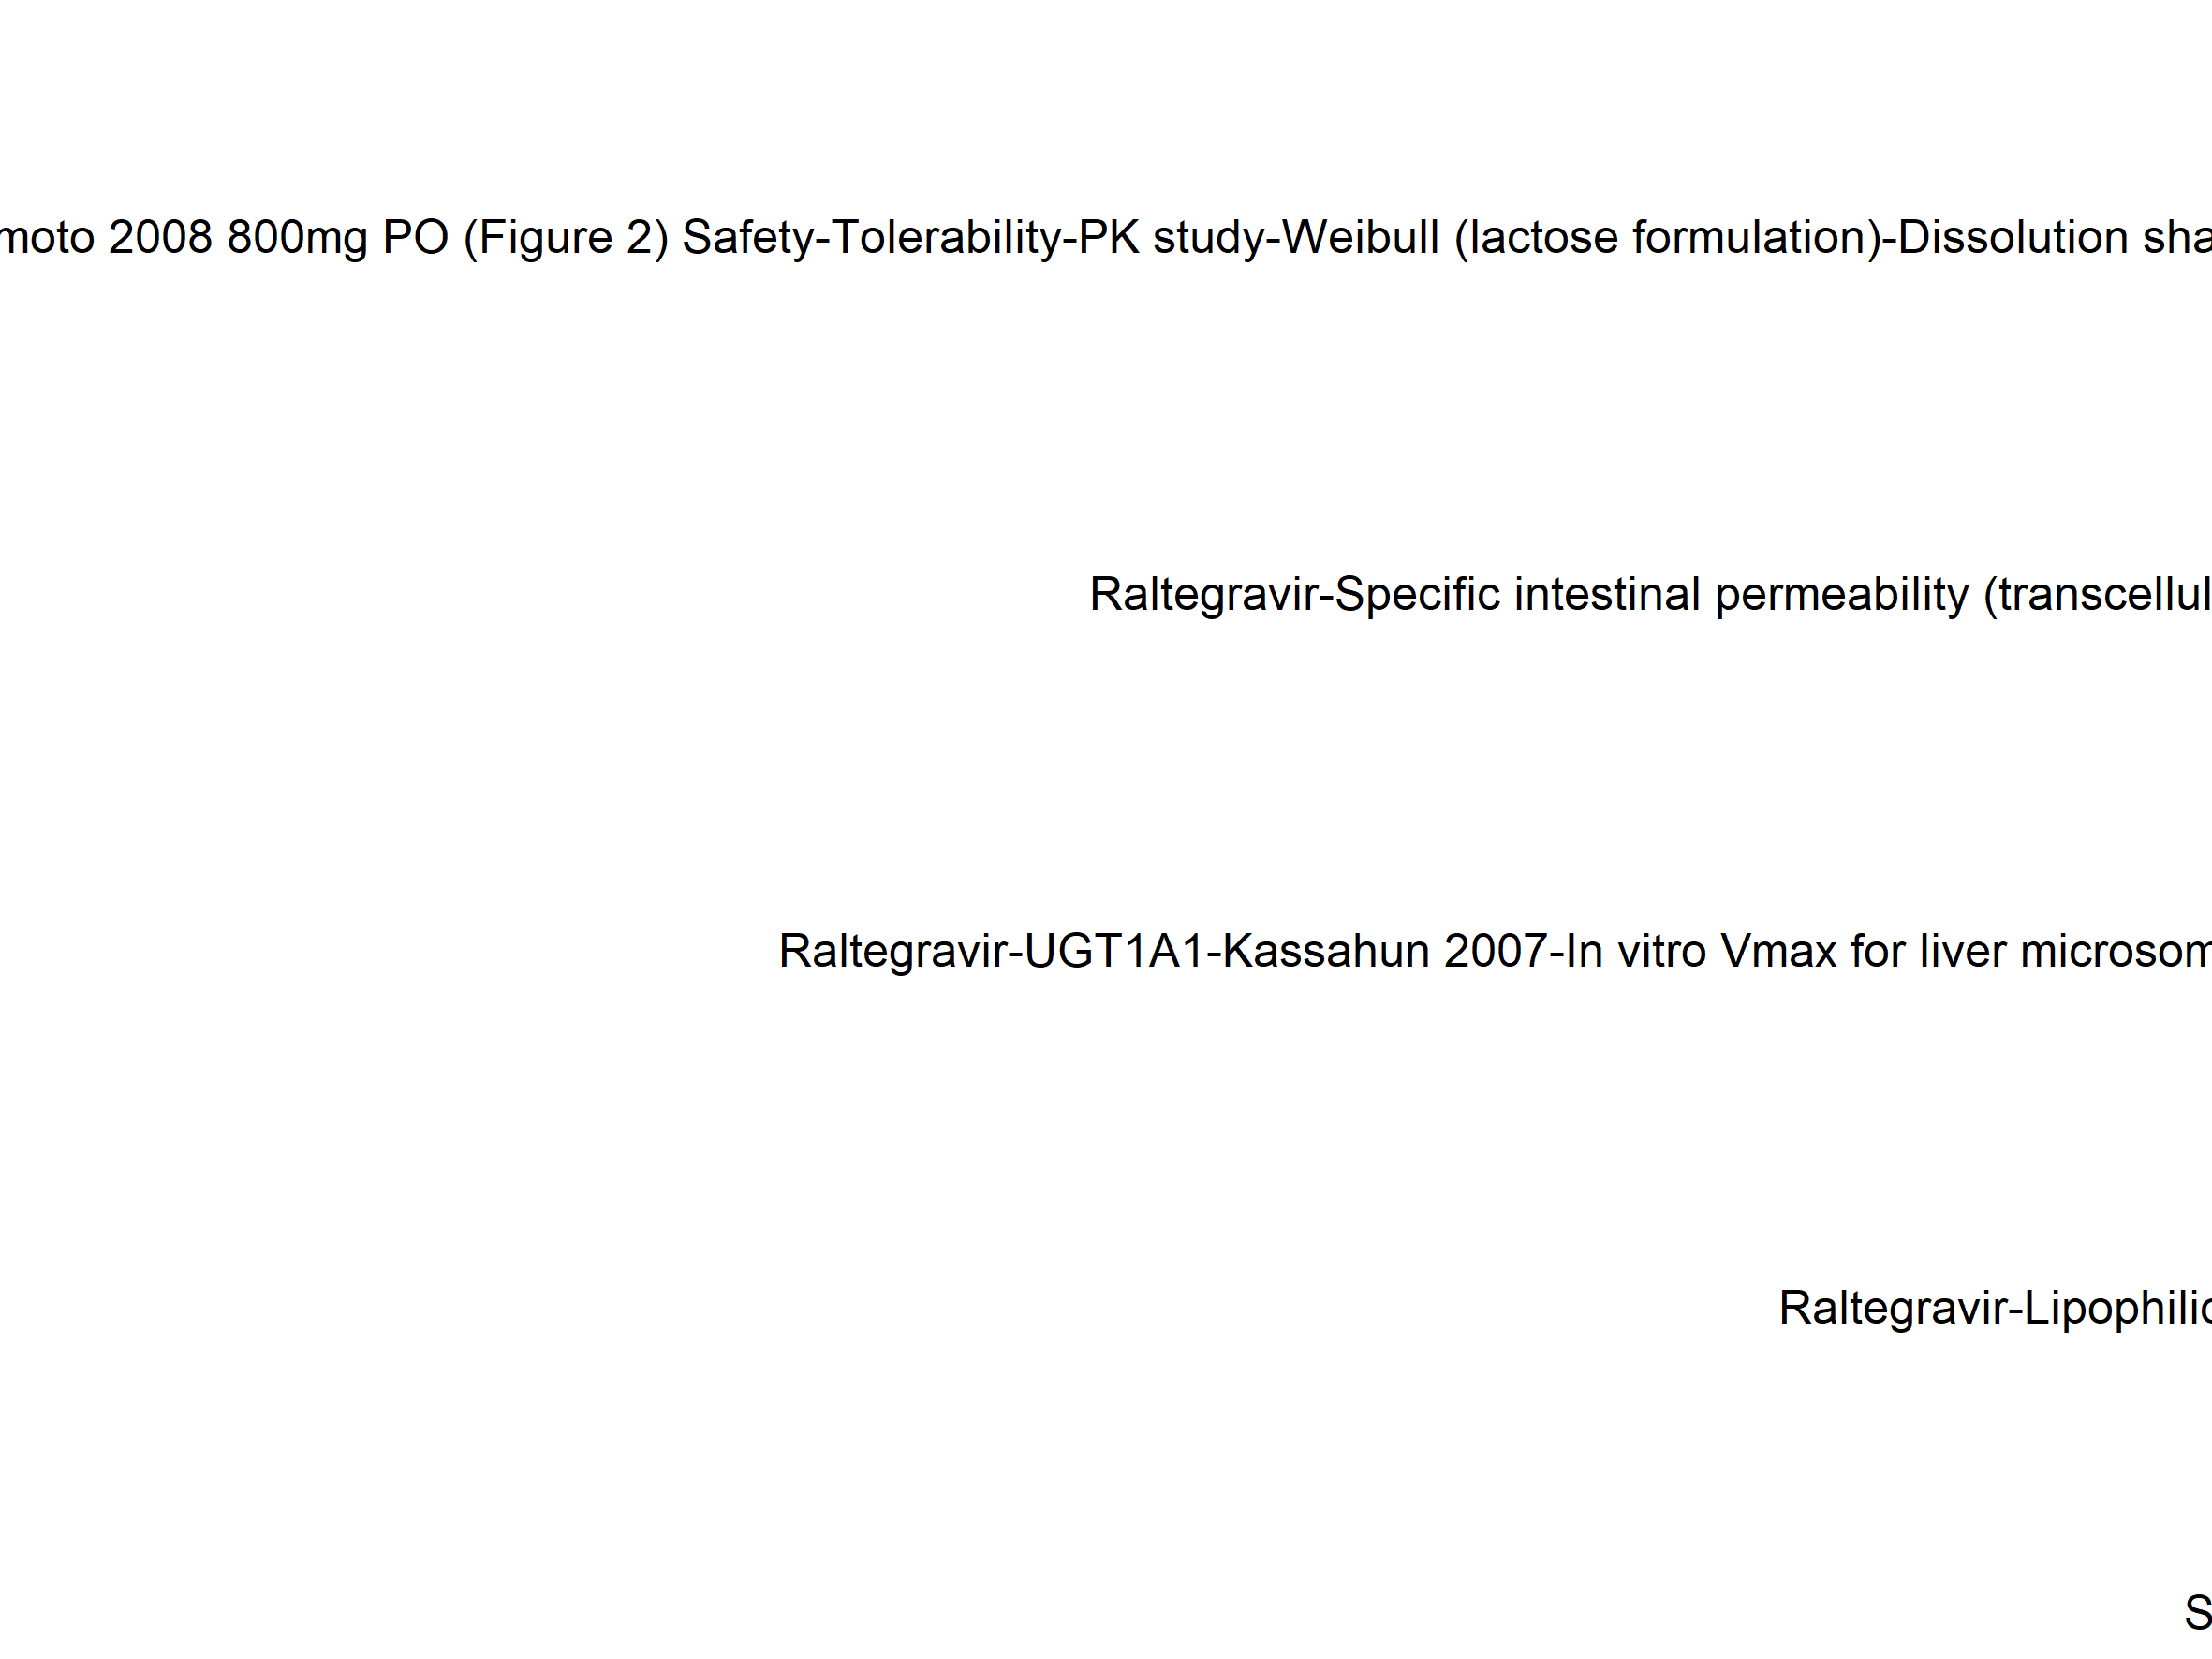 moto 2008 800mg PO (Figure 2) Safety-Tolerability-PK study-Weibull (lactose formulation)-Dissolution sha
Raltegravir-Specific intestinal permeability (transcellul
Raltegravir-UGT1A1-Kassahun 2007-In vitro Vmax for liver microsom
Raltegravir-Lipophilic
S